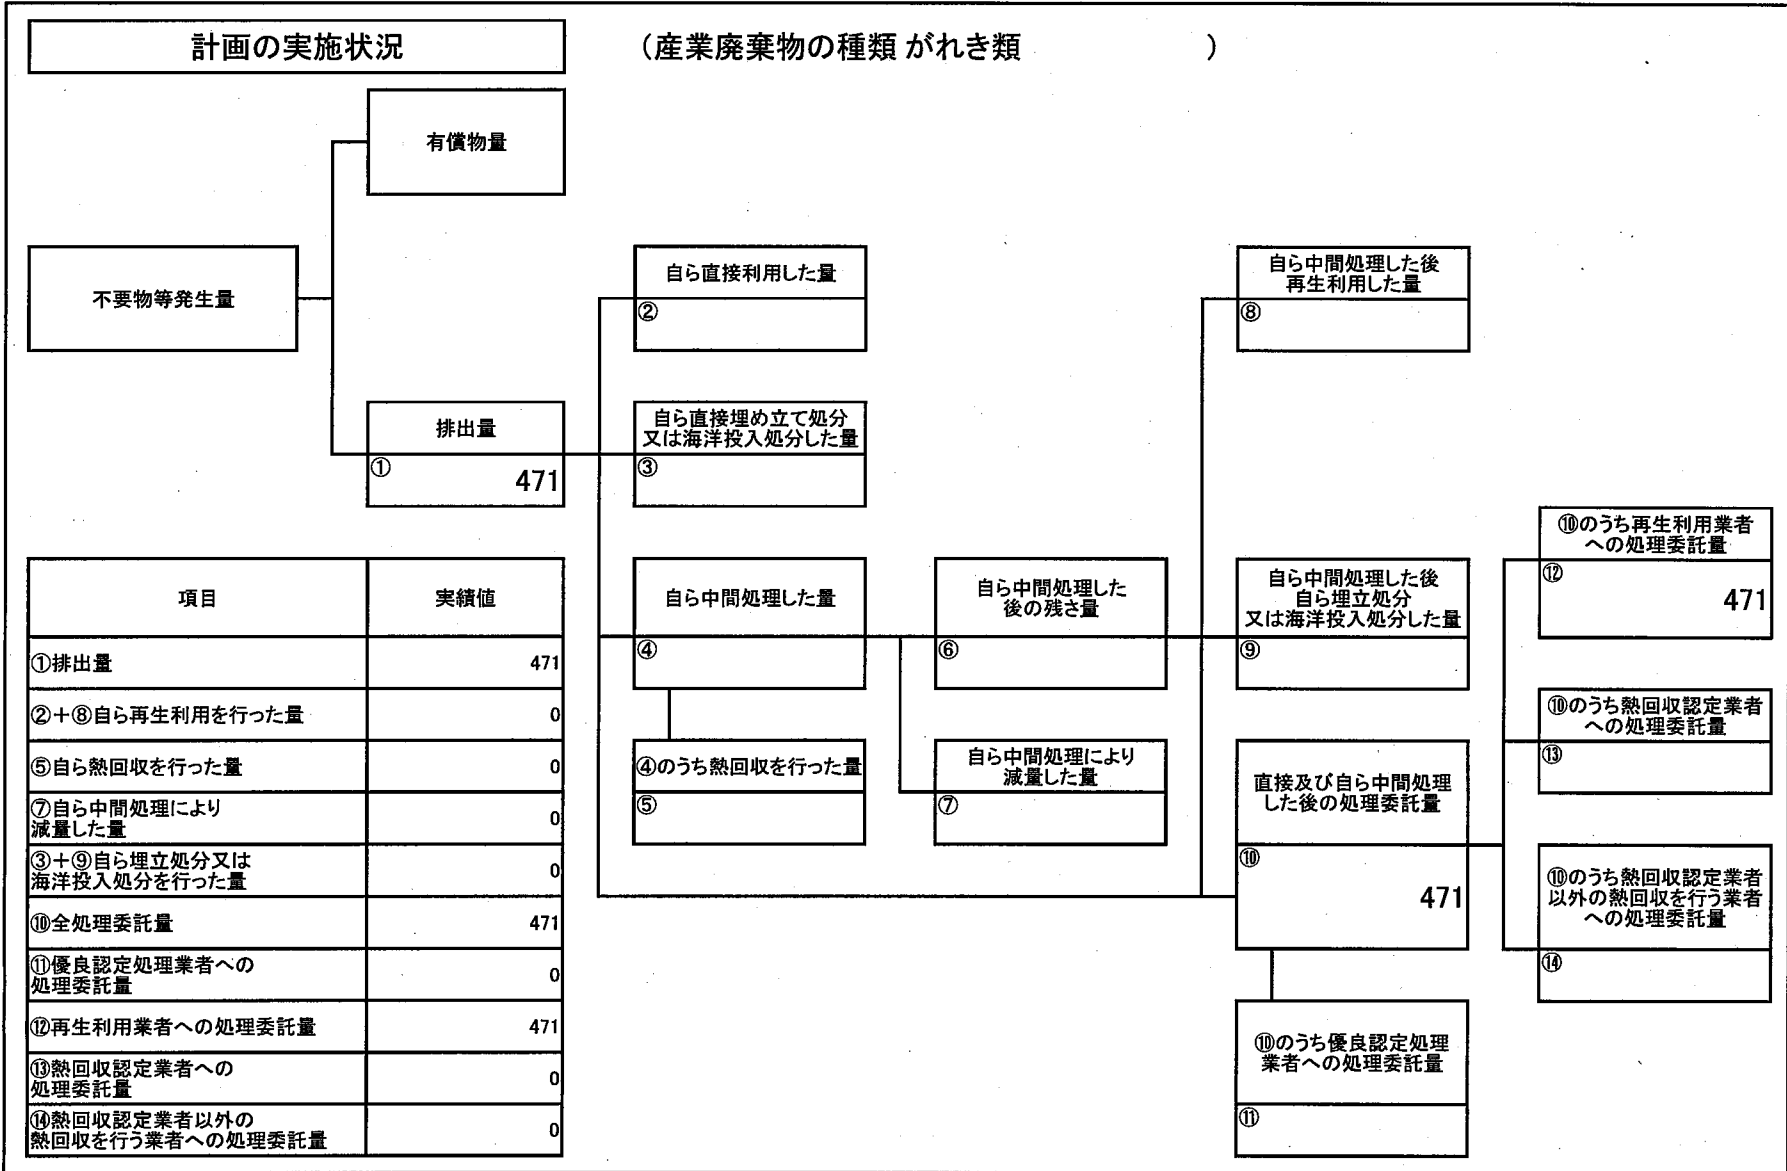 計画の実施状況
（産業廃棄物の種類 がれき類 ）
有償物量
不要物等発生量
自ら直接利用した量
②
自ら中間処理した後
再生利用した量
⑧
排出量
① 471
自ら直接埋め立て処分
又は海洋投入処分した量
③
⑩のうち再生利用業者
への処理委託量
⑫
471
自ら中間処理した量
④
自ら中間処理した
後の残さ量
⑥
自ら中間処理した後
自ら埋立処分
又は海洋投入処分した量
⑨
⑩のうち熱回収認定業者
への処理委託量
⑬
④のうち熱回収を行った量
⑤
自ら中間処理により
減量した量
⑦
直接及び自ら中間処理
した後の処理委託量
⑩
471
⑩のうち熱回収認定業者
以外の熱回収を行う業者
への処理委託量
⑭
⑩のうち優良認定処理
業者への処理委託量
⑪
項目 実績値
①排出量 471
②＋⑧自ら再生利用を行った量 0
⑤自ら熱回収を行った量 0
⑦自ら中間処理により
減量した量 0
③＋⑨自ら埋立処分又は
海洋投入処分を行った量 0
⑩全処理委託量 471
⑪優良認定処理業者への
処理委託量 0
⑫再生利用業者への処理委託量 471
⑬熱回収認定業者への
処理委託量 0
⑭熱回収認定業者以外の
熱回収を行う業者への処理委託量 0